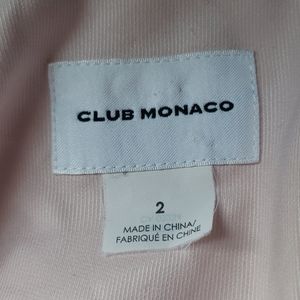 CLUB MONACO
2
MADE IN CHINA/
FABRIQUÉ EN CHINE